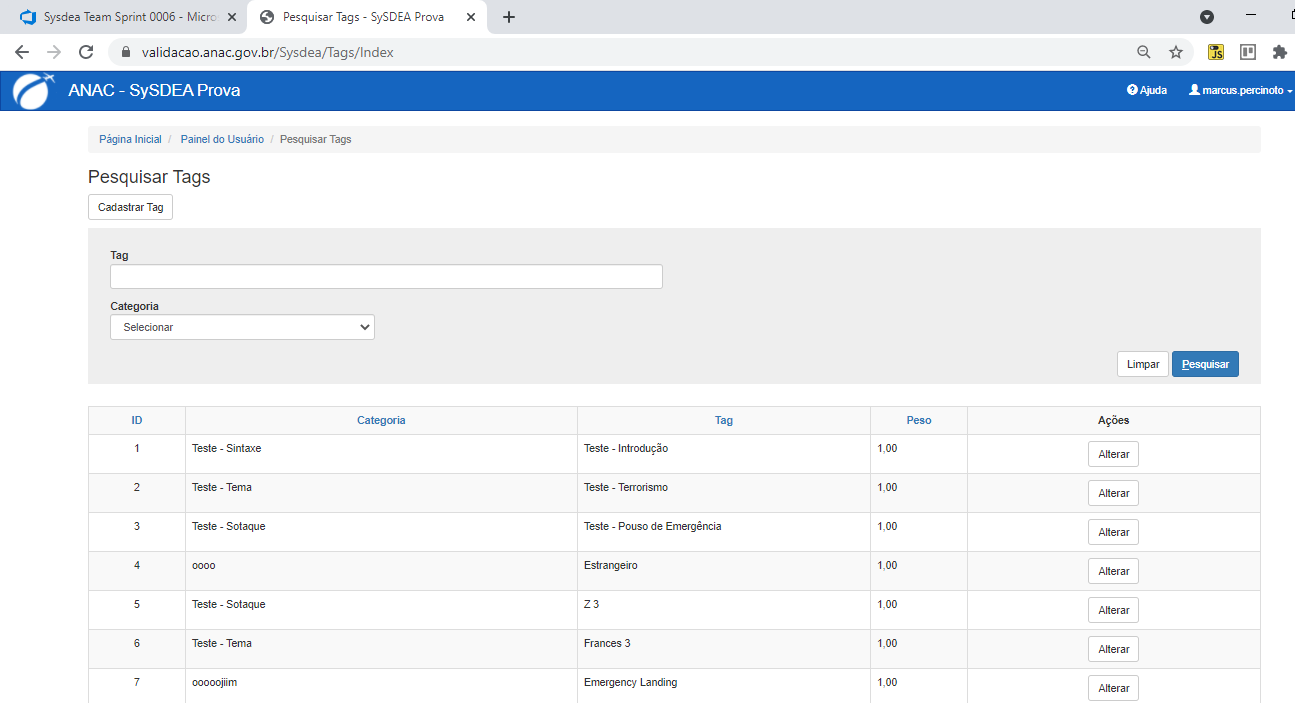 Sysdea Team Sprint 0006 - Micro
Pesquisar Tags - SySDEA Prova
validacao.anac.gov.br/Sysdea/Tags/Index
JS
ANAC - SySDEA Prova
Ajuda
marcus.percinoto
Página Inicial / Painel do Usuário / Pesquisar Tags
Pesquisar Tags
Cadastrar Tag
Tag
Categoria
Selecionar
Limpar Pesquisar
ID Categoria Tag Peso Ações
1 Teste - Sintaxe Teste - Introdução 1,00 Alterar
2 Teste - Tema Teste - Terrorismo 1,00 Alterar
3 Teste - Sotaque Teste - Pouso de Emergência 1,00 Alterar
4 oooo Estrangeiro 1,00 Alterar
5 Teste - Sotaque Z 3 1,00 Alterar
6 Teste - Tema Frances 3 1,00 Alterar
7 ooooojiim Emergency Landing 1,00 Alterar